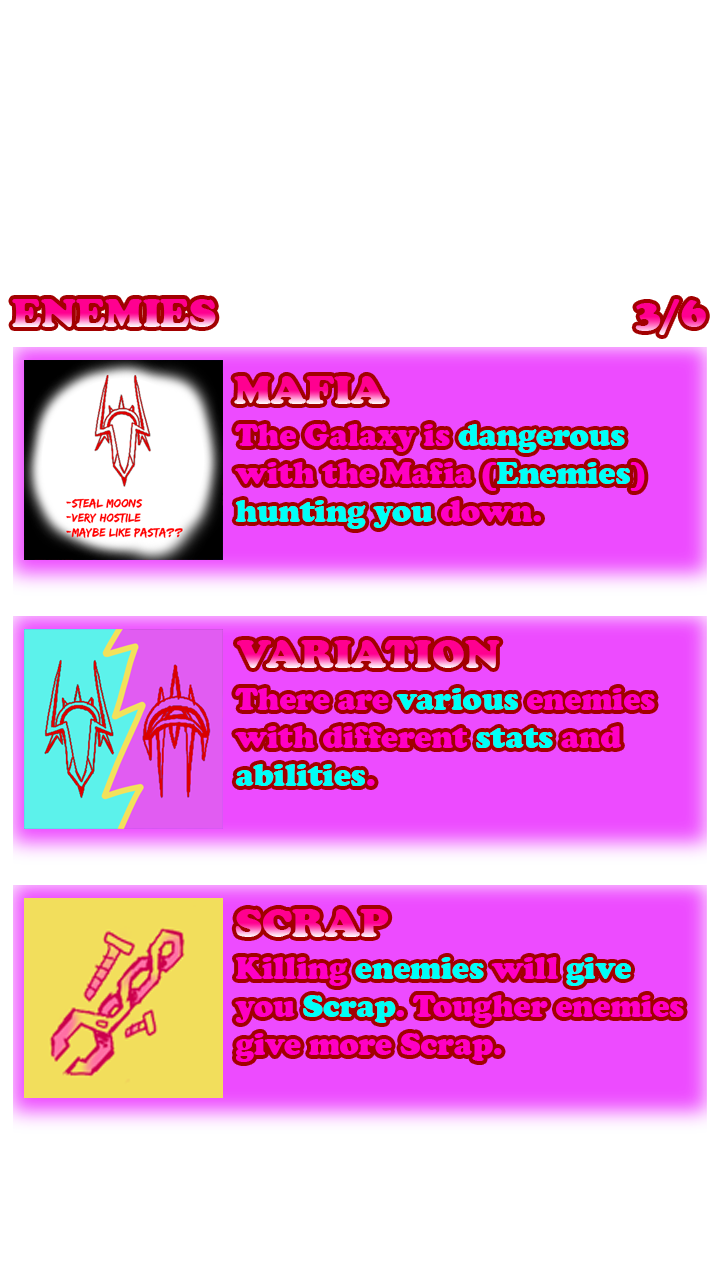 ENEMIES
3/6
MAFIA
The Galaxy is dangerous
with the Mafia (Enemies)
hunting you down.
-STEAL MOONS
-VERY HOSTILE
-MAYBE LIKE PASTA??
VARIATION
There are various enemies
with different stats and
abilities.
SCRAP
Killing enemies will give
you Scrap. Tougher enemies
give more Scrap.